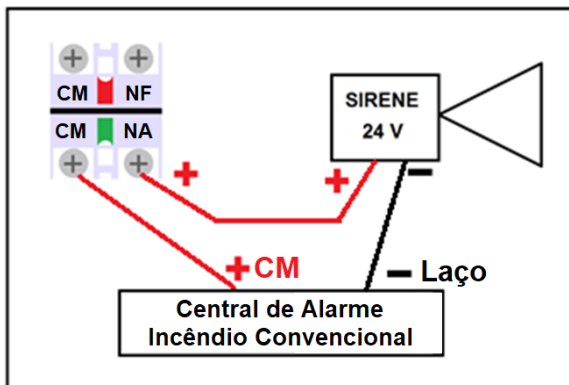 CM NF
CM NA
SIRENE
24 V
+
+
-
+CM
- Laço
Central de Alarme
Incêndio Convencional